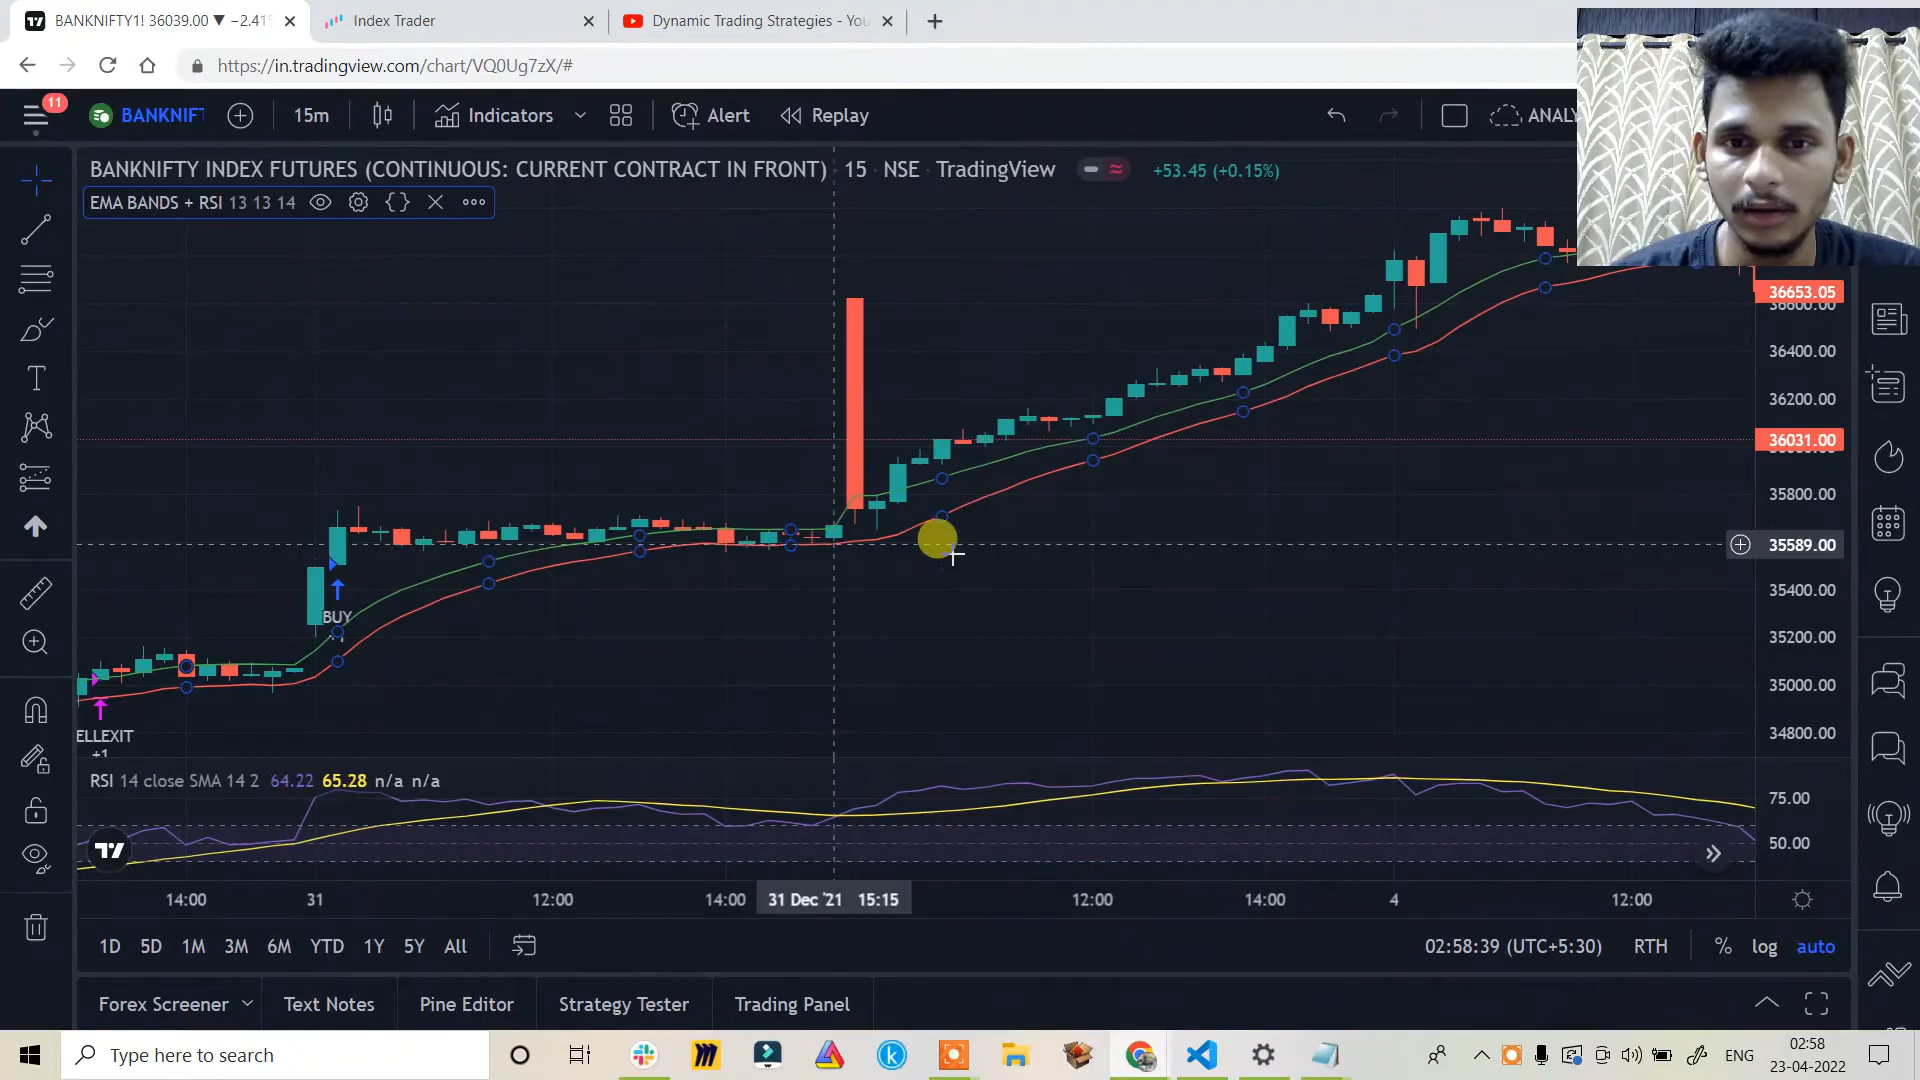 BANKNIFTY1! 36039.00 ▼ −2.41%
Index Trader
Dynamic Trading Strategies - You
https://in.tradingview.com/chart/VQ0Ug7zX/#
11
BANKNIFT
15m
Indicators
Alert
Replay
ANALY
BANKNIFTY INDEX FUTURES (CONTINUOUS: CURRENT CONTRACT IN FRONT) · 15 · NSE · TradingView
+53.45 (+0.15%)
EMA BANDS + RSI 13 13 14
36653.05
36600.00
36400.00
36200.00
36031.00
35800.00
35589.00
35400.00
35200.00
35000.00
34800.00
BUY
ELLEXIT
+1
RSI 14 close SMA 14 2 64.22 65.28 n/a n/a
75.00
50.00
14:00
31
12:00
14:00
31 Dec '21 15:15
12:00
14:00
4
12:00
1D 5D 1M 3M 6M YTD 1Y 5Y All
02:58:39 (UTC+5:30) RTH % log auto
Forex Screener
Text Notes
Pine Editor
Strategy Tester
Trading Panel
Type here to search
ENG
02:58
23-04-2022